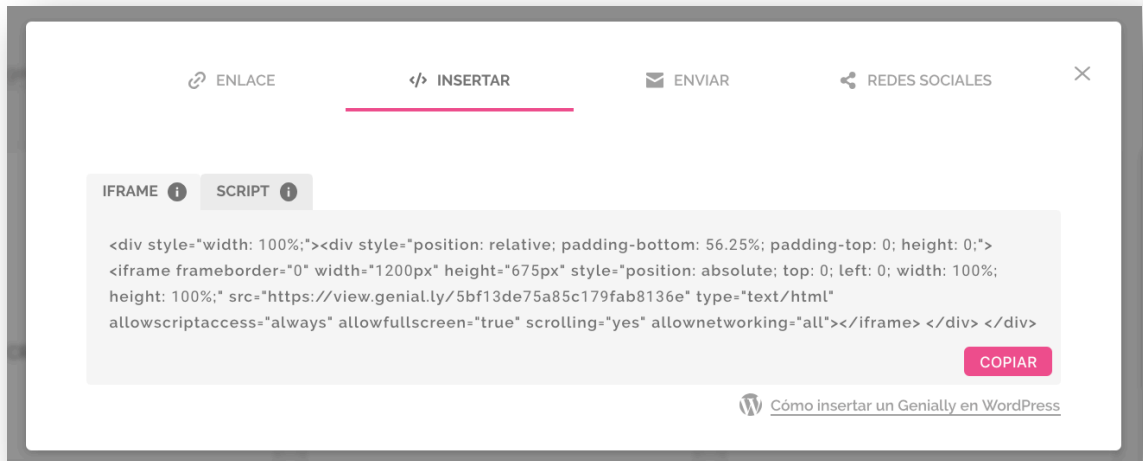 ENLACE
</> INSERTAR
ENVIAR
REDES SOCIALES
IFRAME
SCRIPT
<div style="width: 100%;"><div style="position: relative; padding-bottom: 56.25%; padding-top: 0; height: 0;">
<iframe frameborder="0" width="1200px" height="675px" style="position: absolute; top: 0; left: 0; width: 100%;
height: 100%;" src="https://view.genial.ly/5bf13de75a85c179fab8136e" type="text/html"
allowscriptaccess="always" allowfullscreen="true" scrolling="yes" allownetworking="all"></iframe> </div> </div>
COPIAR
Cómo insertar un Genially en WordPress